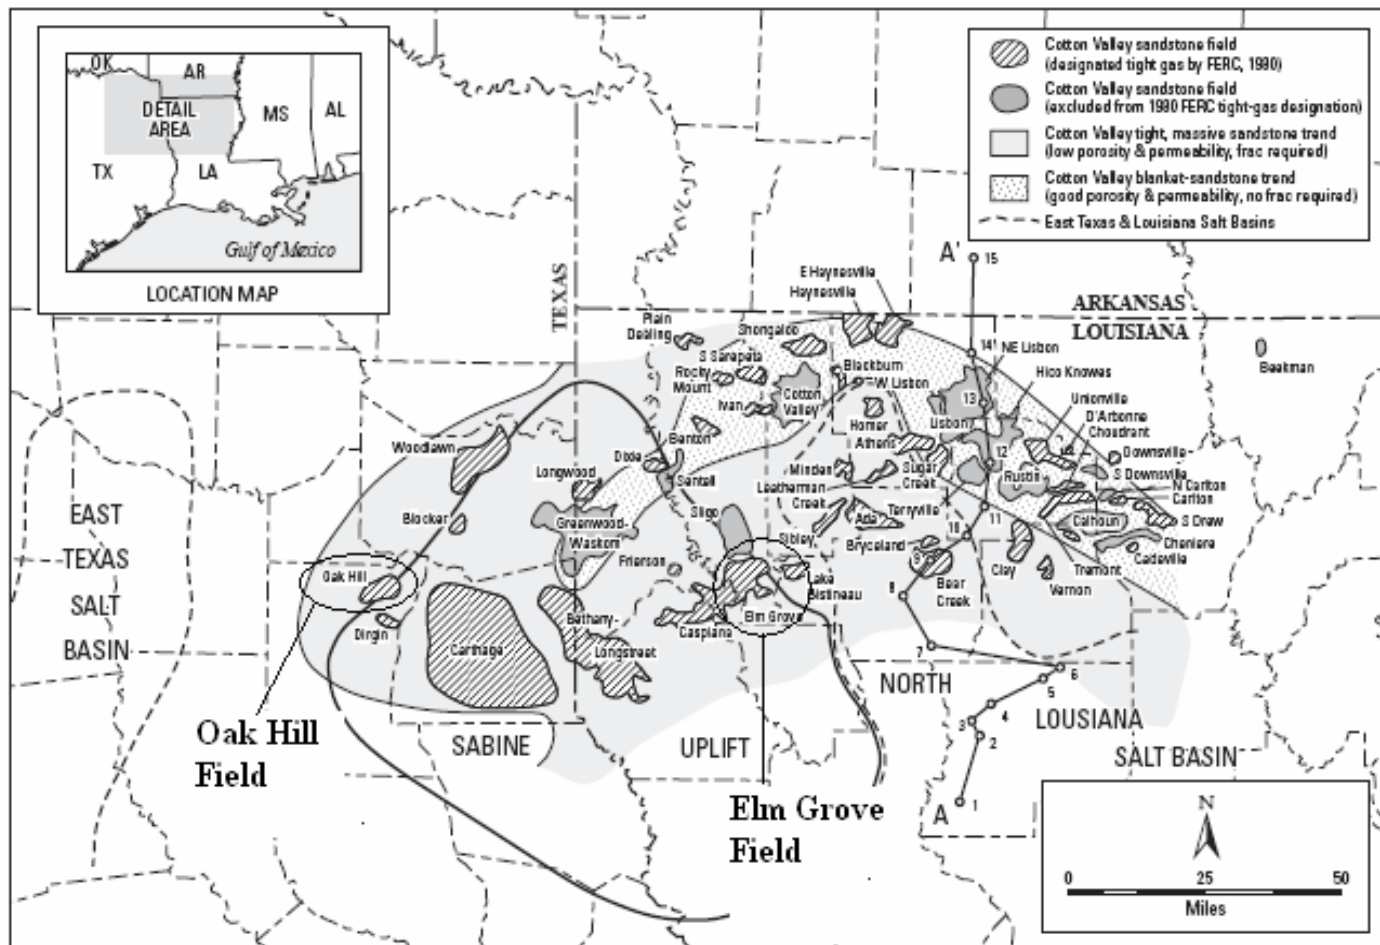 OK
AR
DETAIL
AREA
MS
AL
TX
LA
Gulf of Mexico
LOCATION MAP
Cotton Valley sandstone field
(designated tight gas by FERC, 1980)
Cotton Valley sandstone field
(excluded from 1980 FERC tight-gas designation)
Cotton Valley tight, massive sandstone trend
(low porosity & permeability, frac required)
Cotton Valley blanket-sandstone trend
(good porosity & permeability, no frac required)
East Texas & Louisiana Salt Basins
A'
15
TEXAS
ARKANSAS
LOUISIANA
E Haynesville
Haynesville
Plain
Dealing
Shongaloo
S Sarepta
Rocky
Mount
Ivan
Cotton
Valley
Blackburn
W Lisbon
14
NE Lisbon
Hico Knowes
Beekman
13
Lisbon
Unionville
D'Arbonne
Choudrant
Homer
Athens
Benton
Woodlawn
Dixie
Longwood
Sentell
Minden
Sugar
Creek
12
Downsville
S Downsville
Leatherman
Creek
Rustin
N Carlton
Carlton
Terryville
Blocker
Greenwood-
Waskom
Sligo
Ada
11
Calhoun
S Drew
Sibley
Bryceland
10
Cheniere
Cadeville
EAST
TEXAS
SALT
BASIN
Oak Hill
Frierson
9
Clay
Tremont
Lake
Bistineau
8
Bear
Creek
Vernon
Dirgin
Elm Grove
Bethany-
Longstreet
Caspiana
Carthage
7
6
5
4
3
2
1
A
NORTH
LOUSIANA
SALT BASIN
SABINE
UPLIFT
Oak Hill
Field
Elm Grove
Field
N
0
25
50
Miles